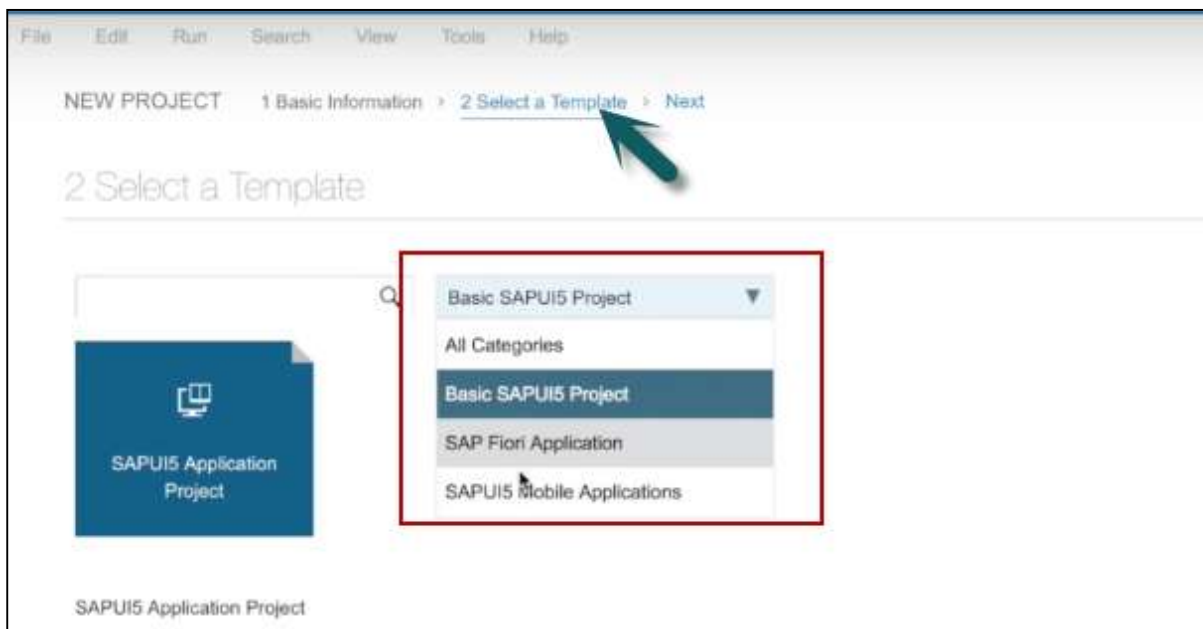 File Edit Run Search View Tools Help
NEW PROJECT 1 Basic Information > 2 Select a Template > Next
2 Select a Template
Basic SAPUI5 Project
All Categories
Basic SAPUI5 Project
SAP Fiori Application
SAPUI5 Mobile Applications
SAPUI5 Application
Project
SAPUI5 Application Project